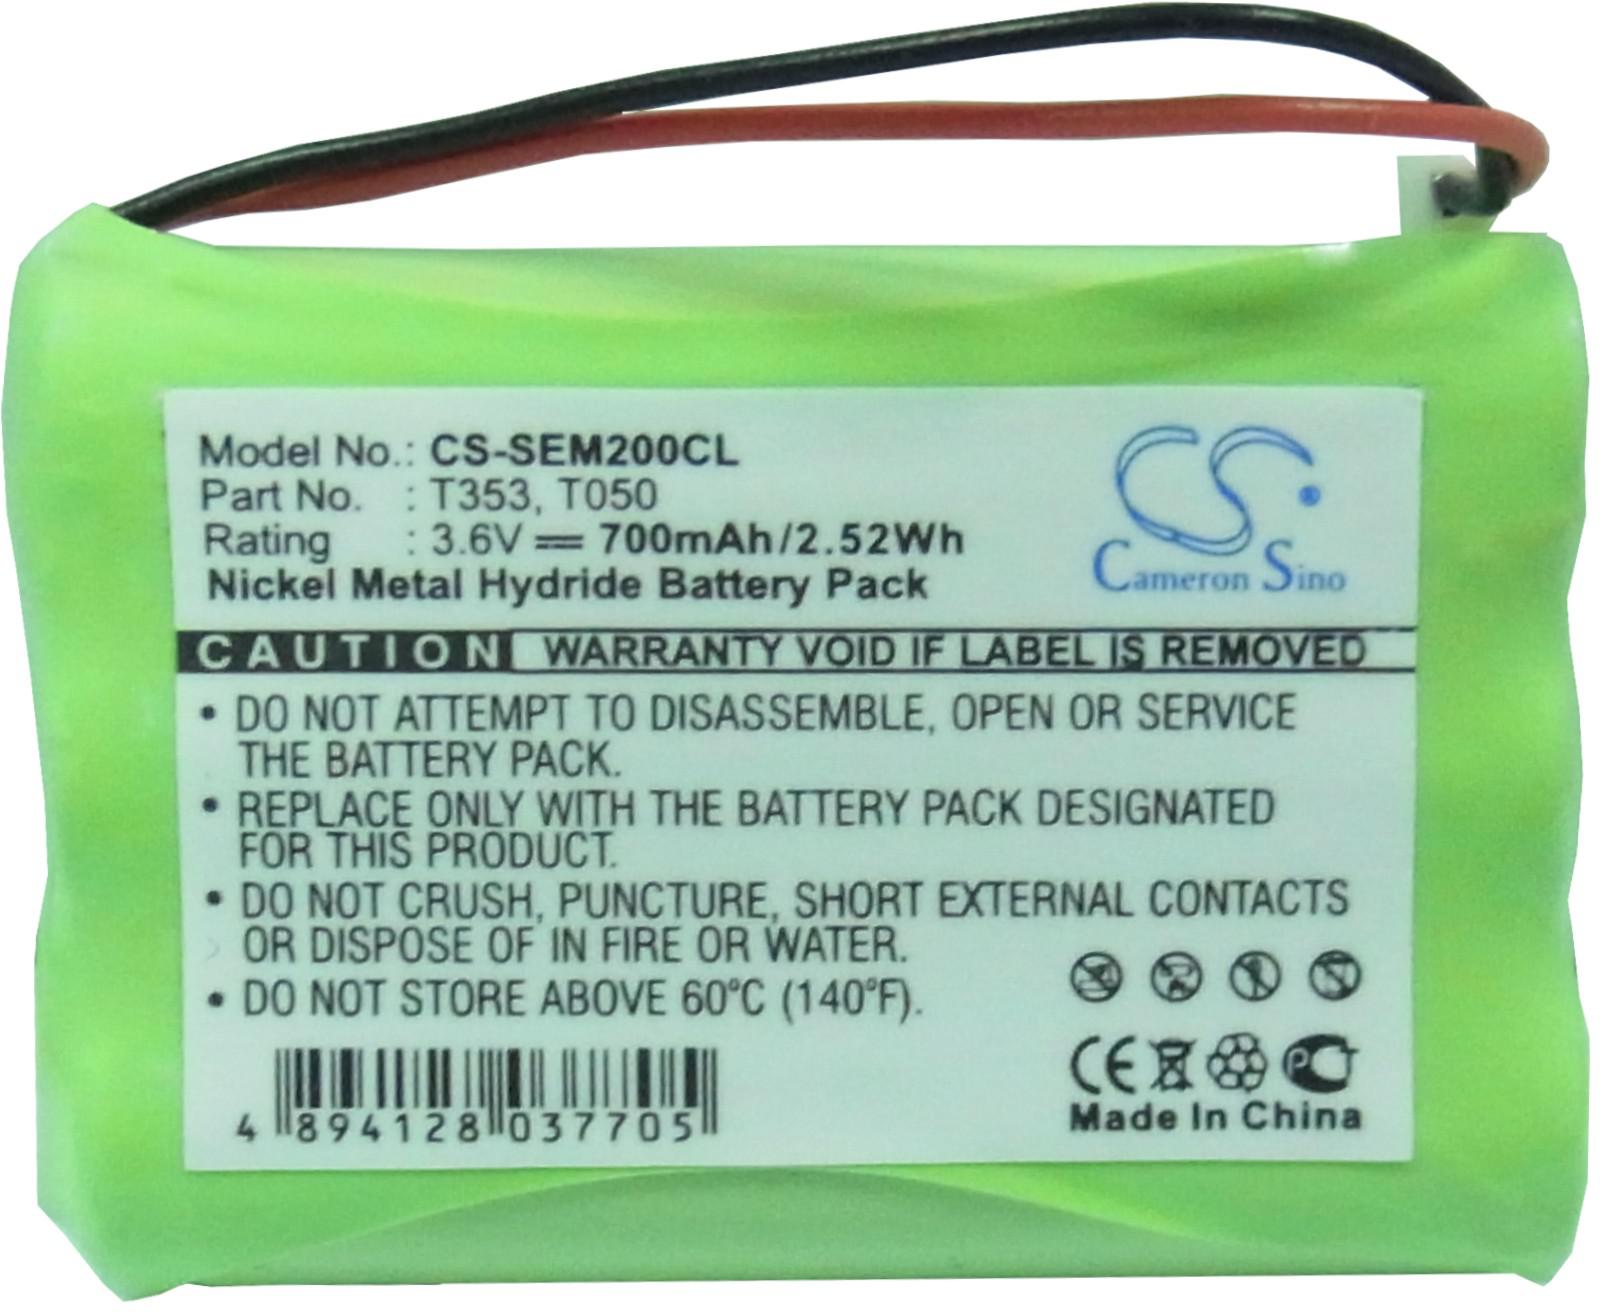 Model No.: CS-SEM200CL
Part No. : T353, T050
Rating : 3.6V 700mAh/2.52Wh
Nickel Metal Hydride Battery Pack
CS
Cameron Sino
CAUTION WARRANTY VOID IF LABEL IS REMOVED
• DO NOT ATTEMPT TO DISASSEMBLE, OPEN OR SERVICE
THE BATTERY PACK.
• REPLACE ONLY WITH THE BATTERY PACK DESIGNATED
FOR THIS PRODUCT.
• DO NOT CRUSH, PUNCTURE, SHORT EXTERNAL CONTACTS
OR DISPOSE OF IN FIRE OR WATER.
• DO NOT STORE ABOVE 60°C (140°F).
CE
Made In China
4 894128 037705